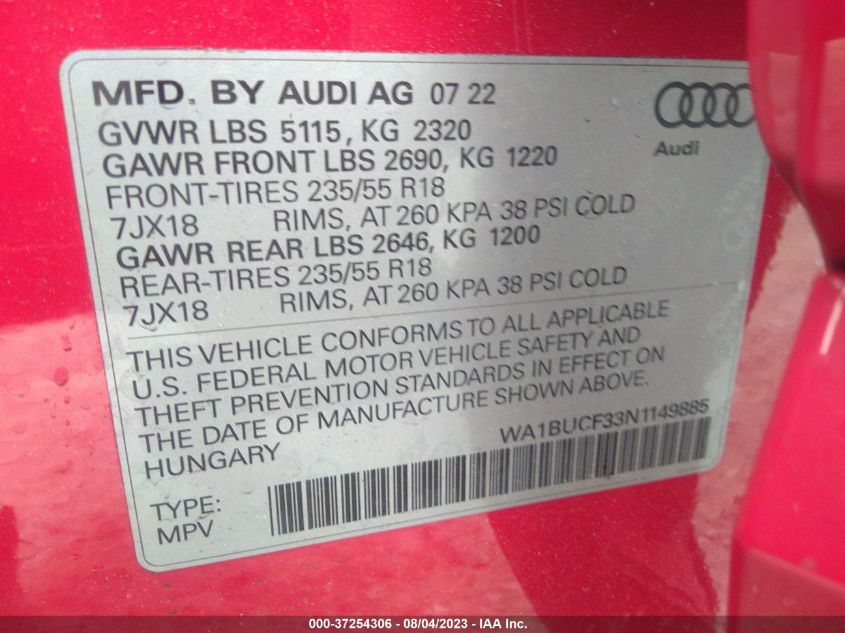 MFD. BY AUDI AG 07 22
GVWR LBS 5115, KG 2320
GAWR FRONT LBS 2690, KG 1220
FRONT-TIRES 235/55 R18
7JX18 RIMS, AT 260 KPA 38 PSI COLD
GAWR REAR LBS 2646, KG 1200
REAR-TIRES 235/55 R18
7JX18 RIMS, AT 260 KPA 38 PSI COLD
Audi
THIS VEHICLE CONFORMS TO ALL APPLICABLE
U.S. FEDERAL MOTOR VEHICLE SAFETY AND
THEFT PREVENTION STANDARDS IN EFFECT ON
THE DATE OF MANUFACTURE SHOWN ABOVE.
HUNGARY WA1BUCF33N1149885
TYPE:
MPV
000-37254306 - 08/04/2023 - IAA Inc.